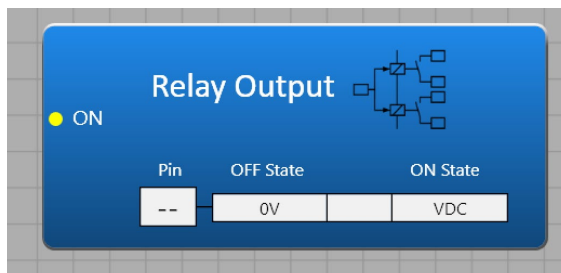 Relay Output
ON
Pin OFF State ON State
-- 0V VDC